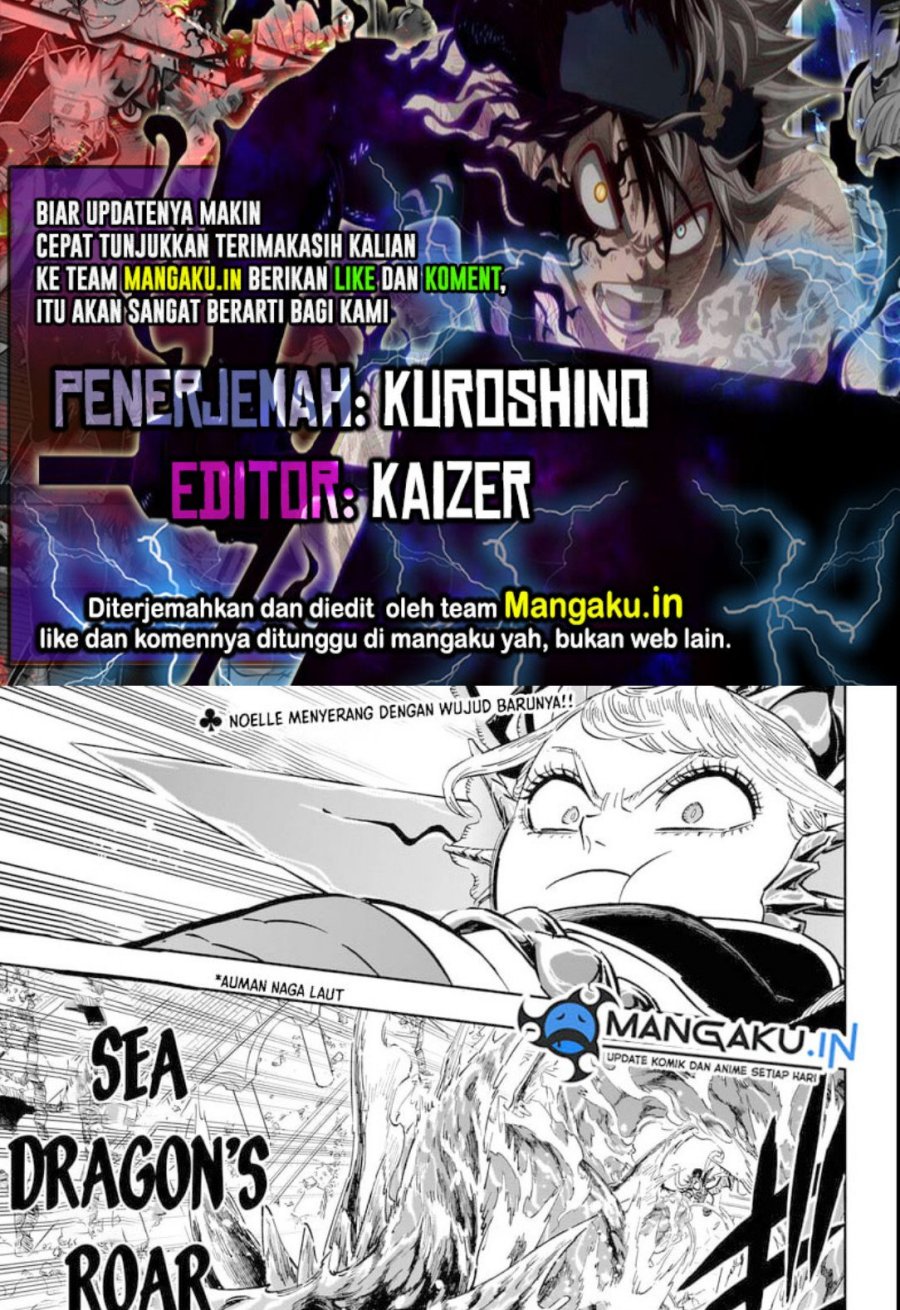 BIAR UPDATENYA MAKIN
CEPAT TUNJUKKAN TERIMAKASIH KALIAN
KE TEAM MANGAKU.IN BERIKAN LIKE DAN KOMENT,
ITU AKAN SANGAT BERARTI BAGI KAMI
PENERJEMAH: KUROSHINO
EDITOR: KAIZER
Diterjemahkan dan diedit oleh team Mangaku.in
like dan komennya ditunggu di mangaku yah, bukan web lain.
♣ NOELLE MENYERANG DENGAN WUJUD BARUNYA!!
*AUMAN NAGA LAUT
MANGAKU.IN
UPDATE KOMIK DAN ANIME SETIAP HARI
SEA
DRAGON'S
ROAR